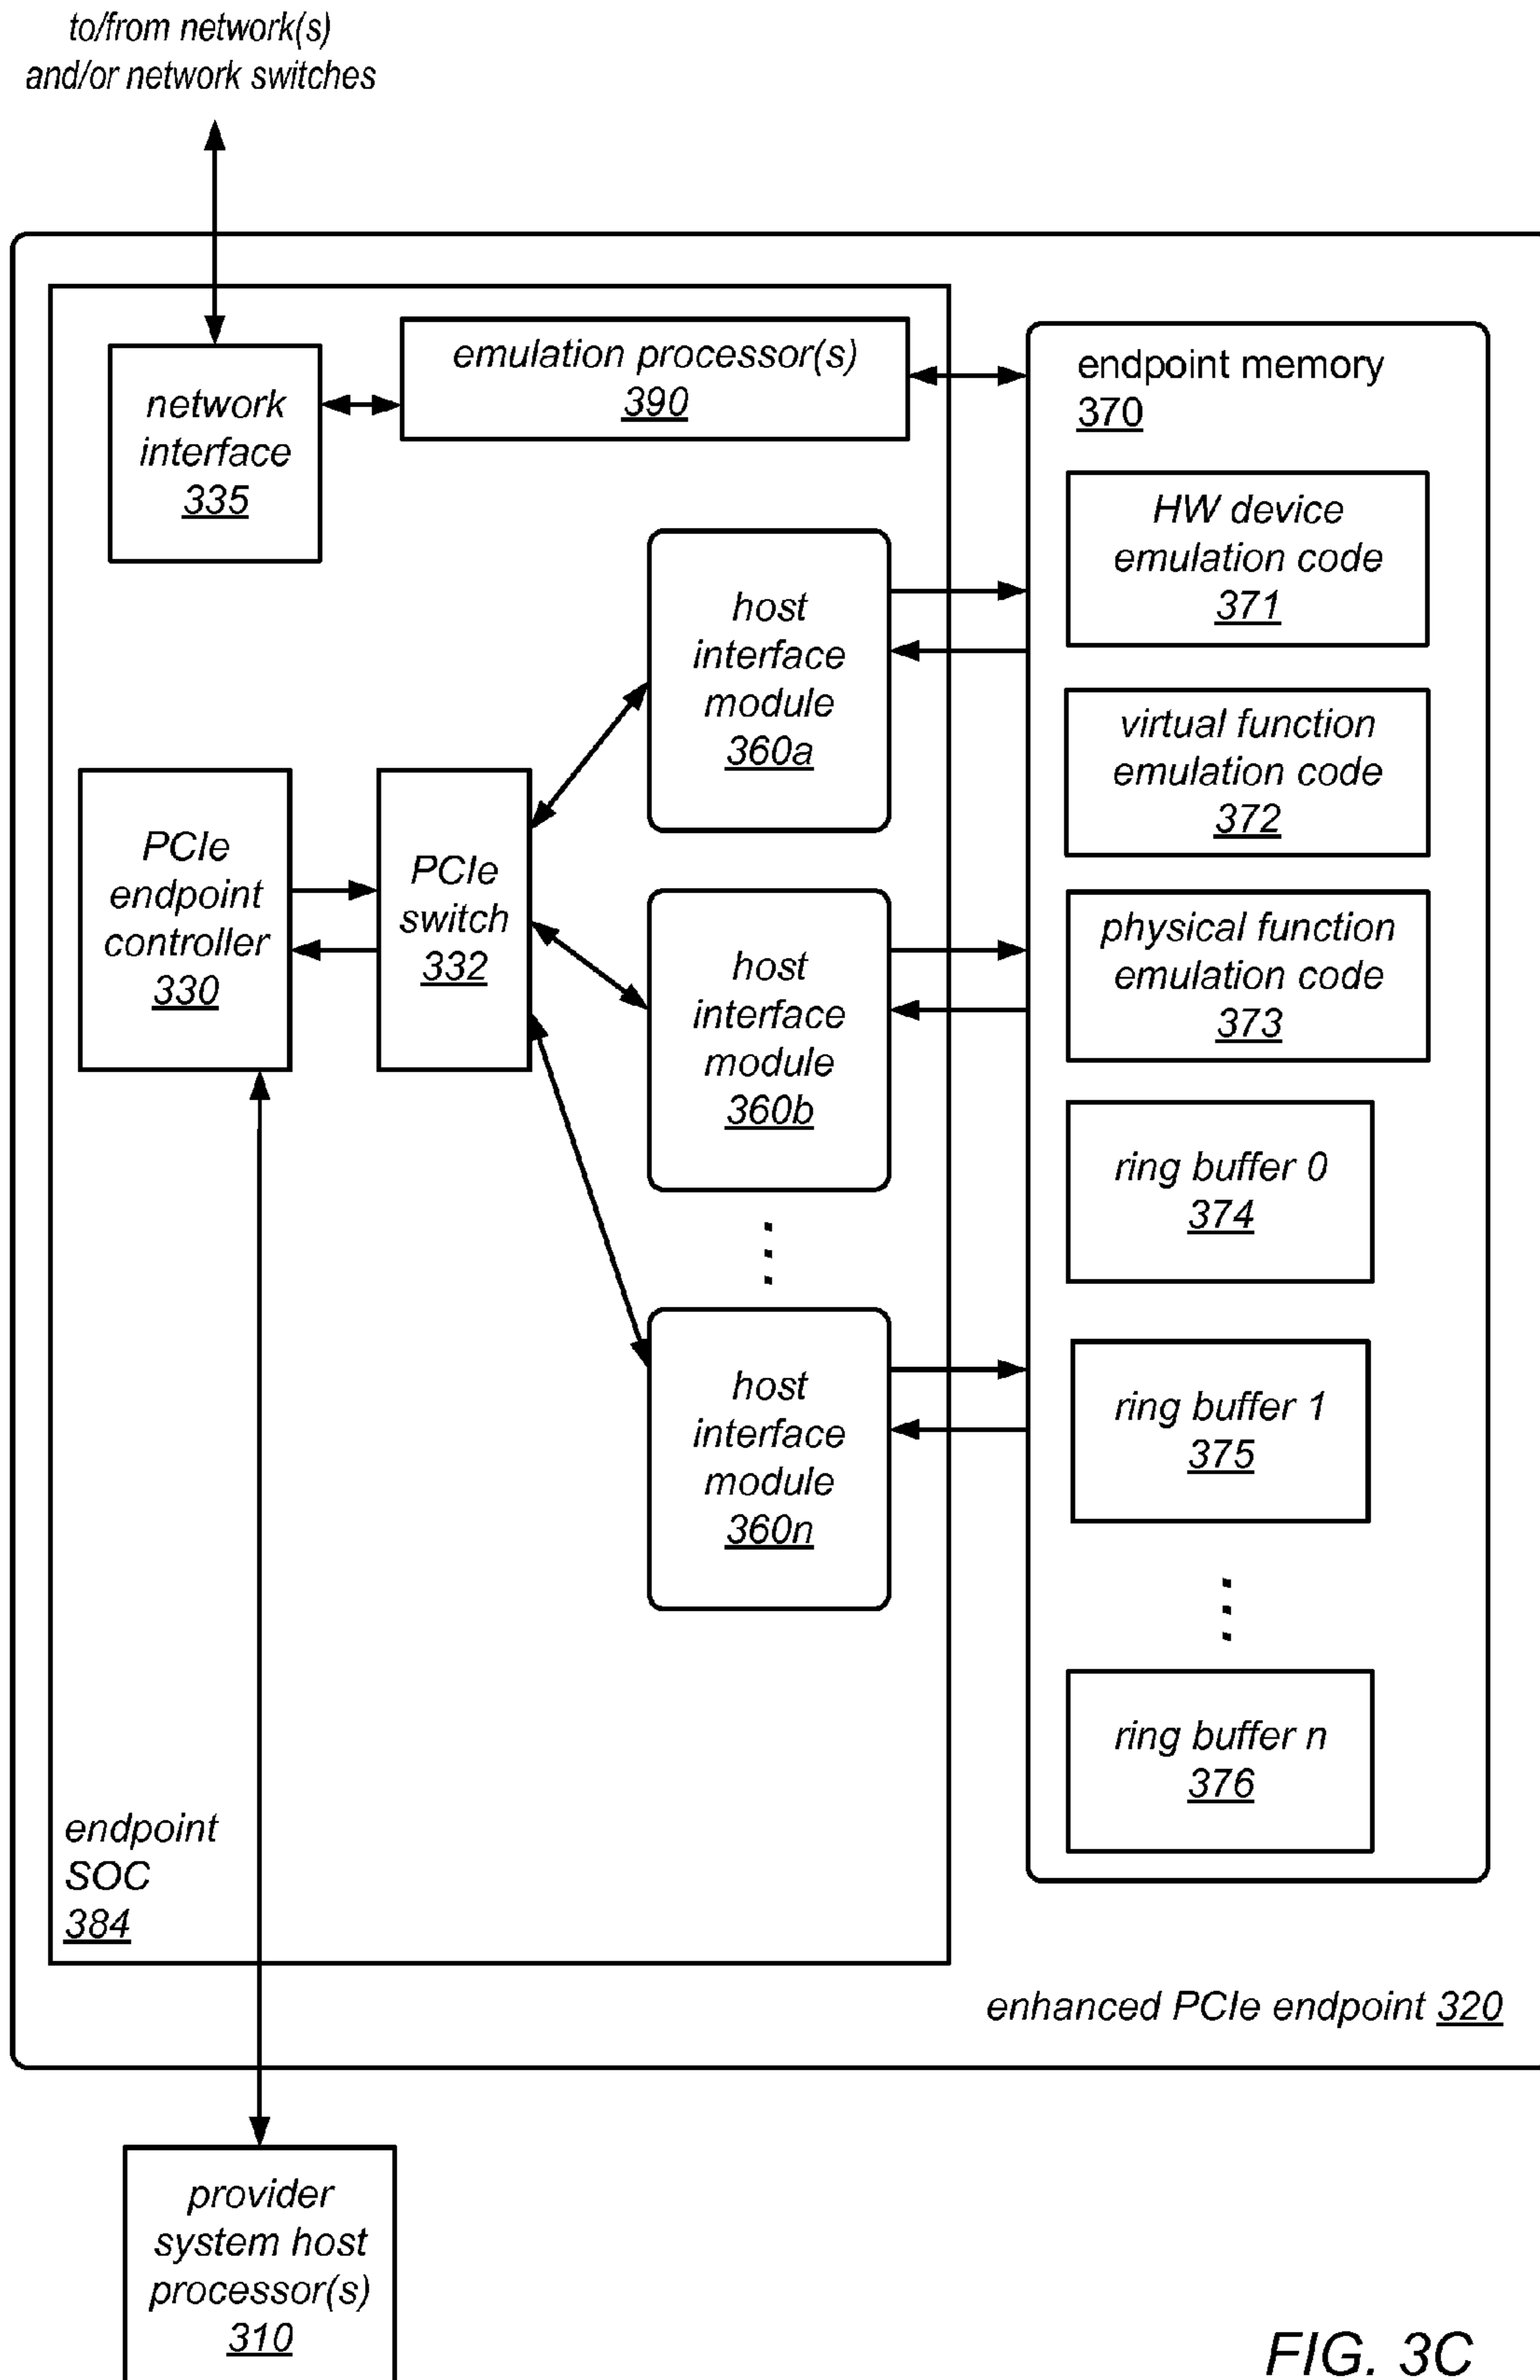 to/from network(s)
and/or network switches
network
interface
335
emulation processor(s)
390
endpoint memory
370
HW device
emulation code
371
virtual function
emulation code
372
physical function
emulation code
373
ring buffer 0
374
ring buffer 1
375
ring buffer n
376
host
interface
module
360a
host
interface
module
360b
host
interface
module
360n
PCIe
endpoint
controller
330
PCIe
switch
332
endpoint
SOC
384
enhanced PCIe endpoint 320
provider
system host
processor(s)
310
FIG. 3C